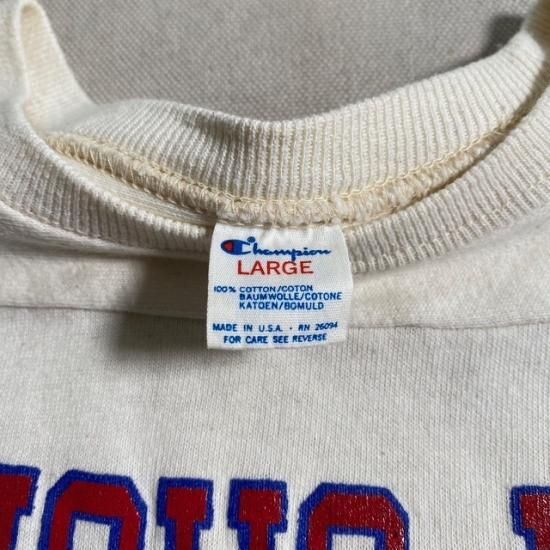 Champion
LARGE
100% COTTON/COTON
BAUMWOLLE/COTONE
KATOEN/BOMULD
MADE IN U.S.A. · RN 26094
FOR CARE SEE REVERSE